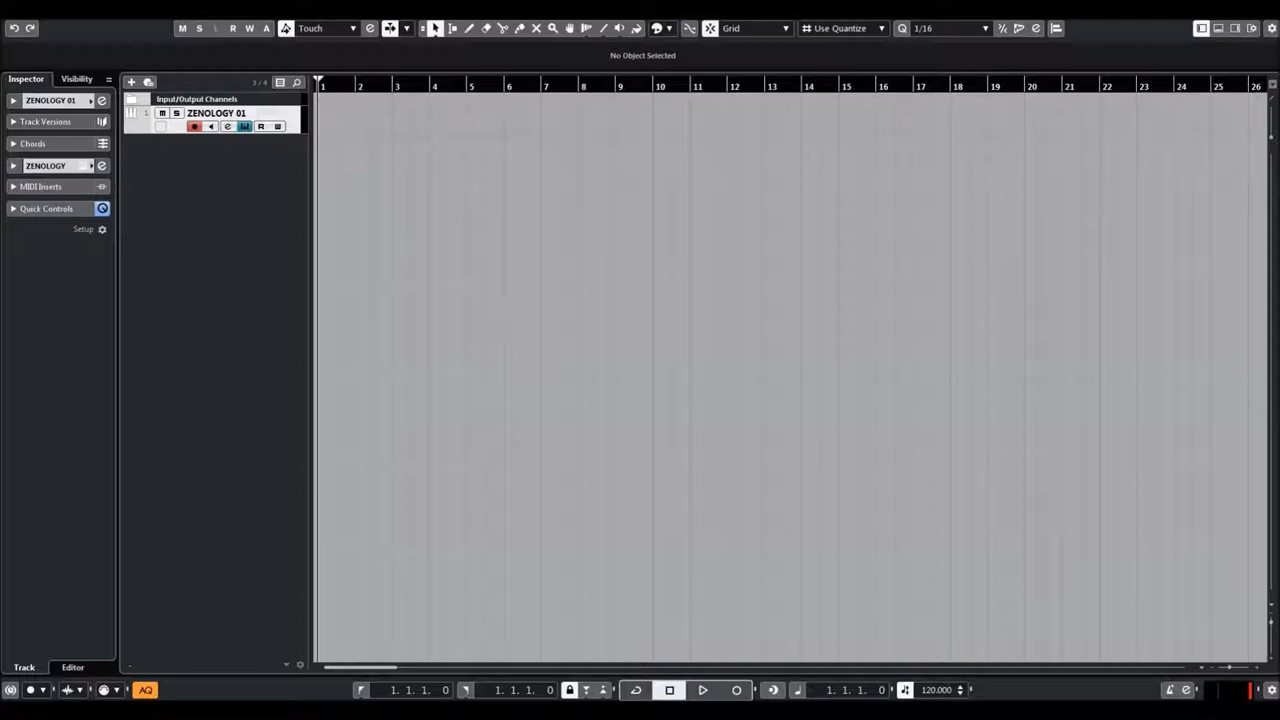 M S L R W A Touch Grid Use Quantize Q 1/16
No Object Selected
Inspector Visibility
3 / 4
1 2 3 4 5 6 7 8 9 10 11 12 13 14 15 16 17 18 19 20 21 22 23 24 25 26
ZENOLOGY 01 e
Input/Output Channels
1 m S ZENOLOGY 01
e R W
Track Versions
Chords
ZENOLOGY e
MIDI Inserts
Quick Controls
Setup
Track Editor
AQ 1. 1. 1. 0 1. 1. 1. 0 1. 1. 1. 0 120.000